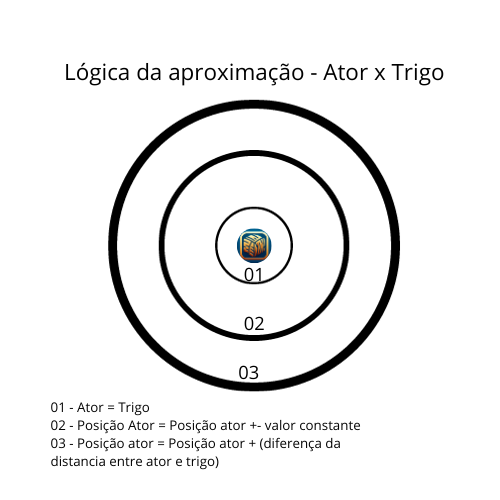 Lógica da aproximação - Ator x Trigo
01
02
03
01 - Ator = Trigo
02 - Posição Ator = Posição ator +- valor constante
03 - Posição ator = Posição ator + (diferença da
distancia entre ator e trigo)